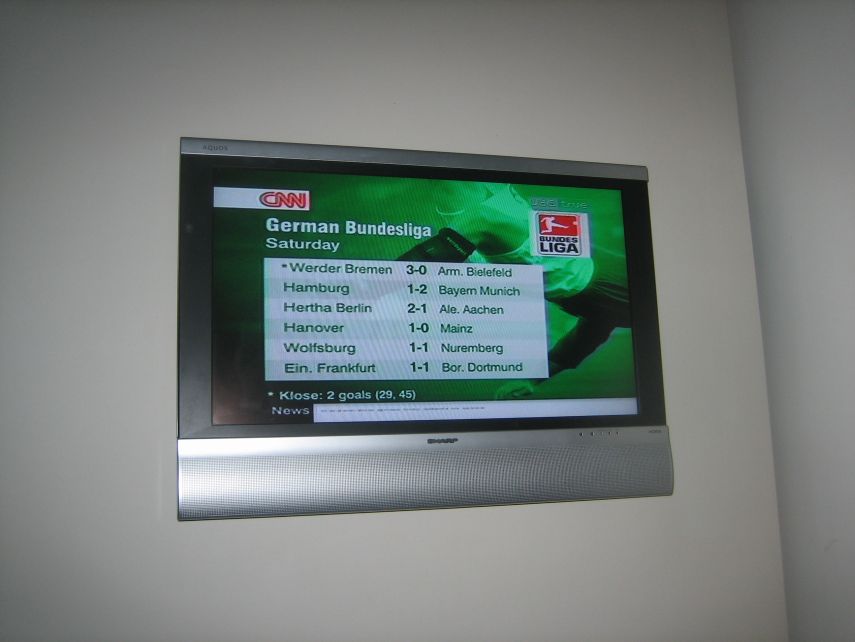 AQUOS
CNN
true
BUNDES
LIGA
German Bundesliga
Saturday
*Werder Bremen 3-0 Arm. Bielefeld
Hamburg 1-2 Bayern Munich
Hertha Berlin 2-1 Ale. Aachen
Hanover 1-0 Mainz
Wolfsburg 1-1 Nuremberg
Ein. Frankfurt 1-1 Bor. Dortmund
* Klose: 2 goals (29, 45)
News
SHARP